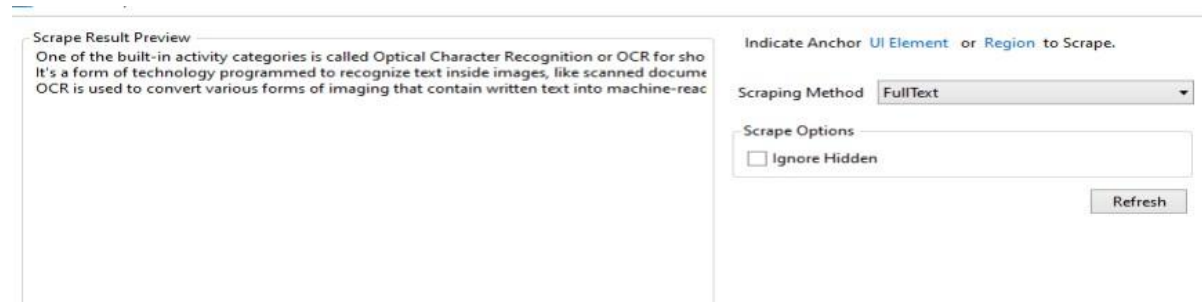 Scrape Result Preview
One of the built-in activity categories is called Optical Character Recognition or OCR for sho
It's a form of technology programmed to recognize text inside images, like scanned docume
OCR is used to convert various forms of imaging that contain written text into machine-reac
Indicate Anchor UI Element or Region to Scrape.
Scraping Method FullText
Scrape Options
Ignore Hidden
Refresh